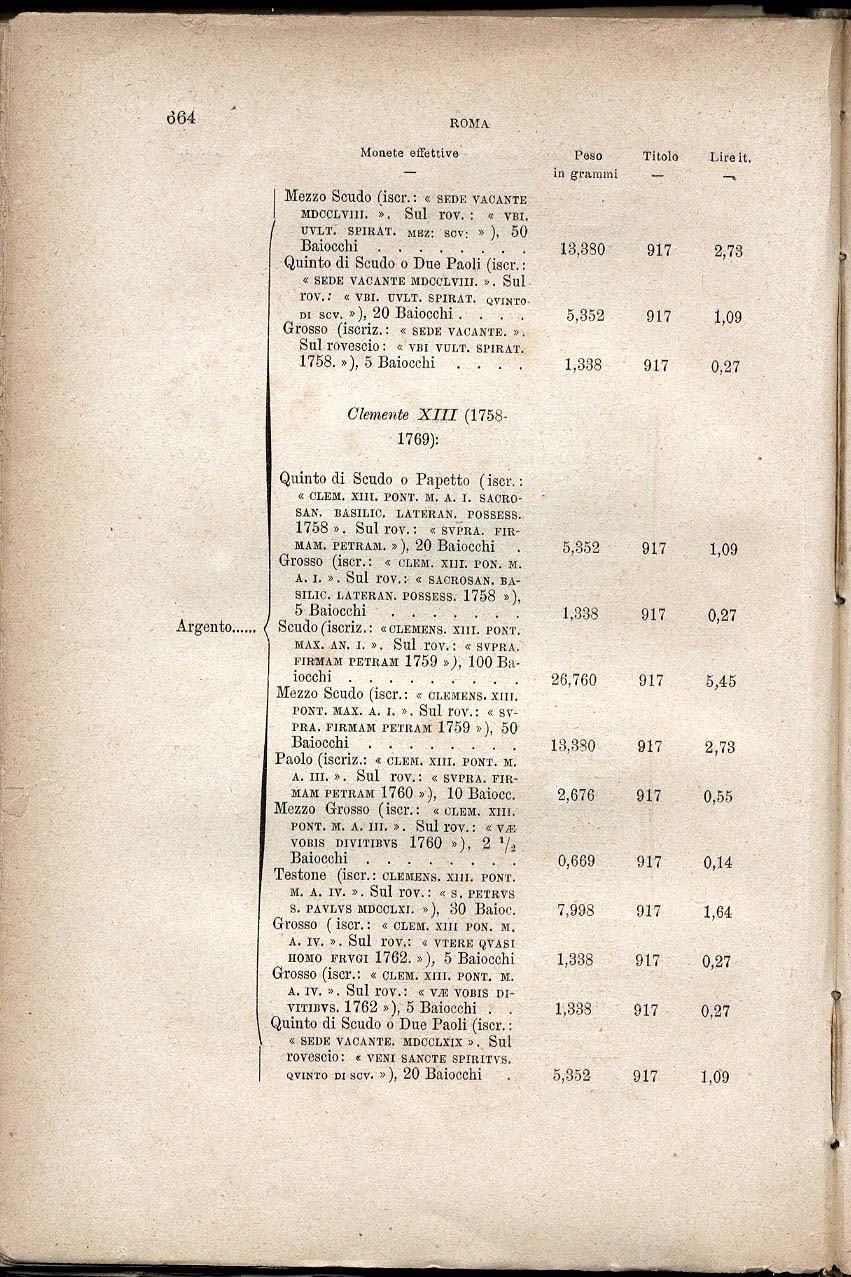 664
ROMA
Monete effettive Peso Titolo Lire it.
— in grammi — —
Mezzo Scudo (iscr.: « SEDE VACANTE
MDCCLVIII. ». Sul rov. : « VBI.
UVLT. SPIRAT. MEZ: SCV: » ), 50
Baiocchi . . . . . . . . 13,380 917 2,73
Quinto di Scudo o Due Paoli (iscr.:
« SEDE VACANTE MDCCLVIII. ». Sul
rov.: « VBI. UVLT. SPIRAT. QVINTO
DI SCV. »), 20 Baiocchi . . . . 5,352 917 1,09
Grosso (iscriz.: « SEDE VACANTE. ».
Sul rovescio: « VBI VULT. SPIRAT.
1758. »), 5 Baiocchi . . . . 1,338 917 0,27
Clemente XIII (1758-
1769):
Quinto di Scudo o Papetto (iscr.:
« CLEM. XIII. PONT. M. A. I. SACRO-
SAN. BASILIC. LATERAN. POSSESS.
1758 ». Sul rov.: « SVPRA. FIR-
MAM. PETRAM. »), 20 Baiocchi . 5,352 917 1,09
Grosso (iscr.: « CLEM. XIII. PON. M.
A. I. ». Sul rov.: « SACROSAN. BA-
SILIC. LATERAN. POSSESS. 1758 »),
5 Baiocchi . . . . . . . 1,338 917 0,27
Argento...... Scudo (iscriz.: «CLEMENS. XIII. PONT.
MAX. AN. I. ». Sul rov.: « SVPRA.
FIRMAM PETRAM 1759 »), 100 Ba-
iocchi . . . . . . . . . 26,760 917 5,45
Mezzo Scudo (iscr.: « CLEMENS. XIII.
PONT. MAX. A. I. ». Sul rov.: « SV-
PRA. FIRMAM PETRAM 1759 »), 50
Baiocchi . . . . . . . . 13,380 917 2,73
Paolo (iscriz.: « CLEM. XIII. PONT. M.
A. III. ». Sul rov.: « SVPRA. FIR-
MAM PETRAM 1760 »), 10 Baiocc. 2,676 917 0,55
Mezzo Grosso (iscr.: « CLEM. XIII.
PONT. M. A. III. ». Sul rov.: « VÆ
VOBIS DIVITIBVS 1760 »), 2 1/2
Baiocchi . . . . . . . . 0,669 917 0,14
Testone (iscr.: CLEMENS. XIII. PONT.
M. A. IV. ». Sul rov.: « S. PETRVS
S. PAVLVS MDCCLXI. »), 30 Baioc. 7,998 917 1,64
Grosso ( iscr.: « CLEM. XIII PON. M.
A. IV. ». Sul rov.: « VTERE QVASI
HOMO FRVGI 1762. »), 5 Baiocchi 1,338 917 0,27
Grosso (iscr.: « CLEM. XIII. PONT. M.
A. IV. ». Sul rov.: « VÆ VOBIS DI-
VITIBVS. 1762 »), 5 Baiocchi . . 1,338 917 0,27
Quinto di Scudo o Due Paoli (iscr.:
« SEDE VACANTE. MDCCLXIX ». Sul
rovescio: « VENI SANCTE SPIRITVS.
QVINTO DI SCV. »), 20 Baiocchi . 5,352 917 1,09